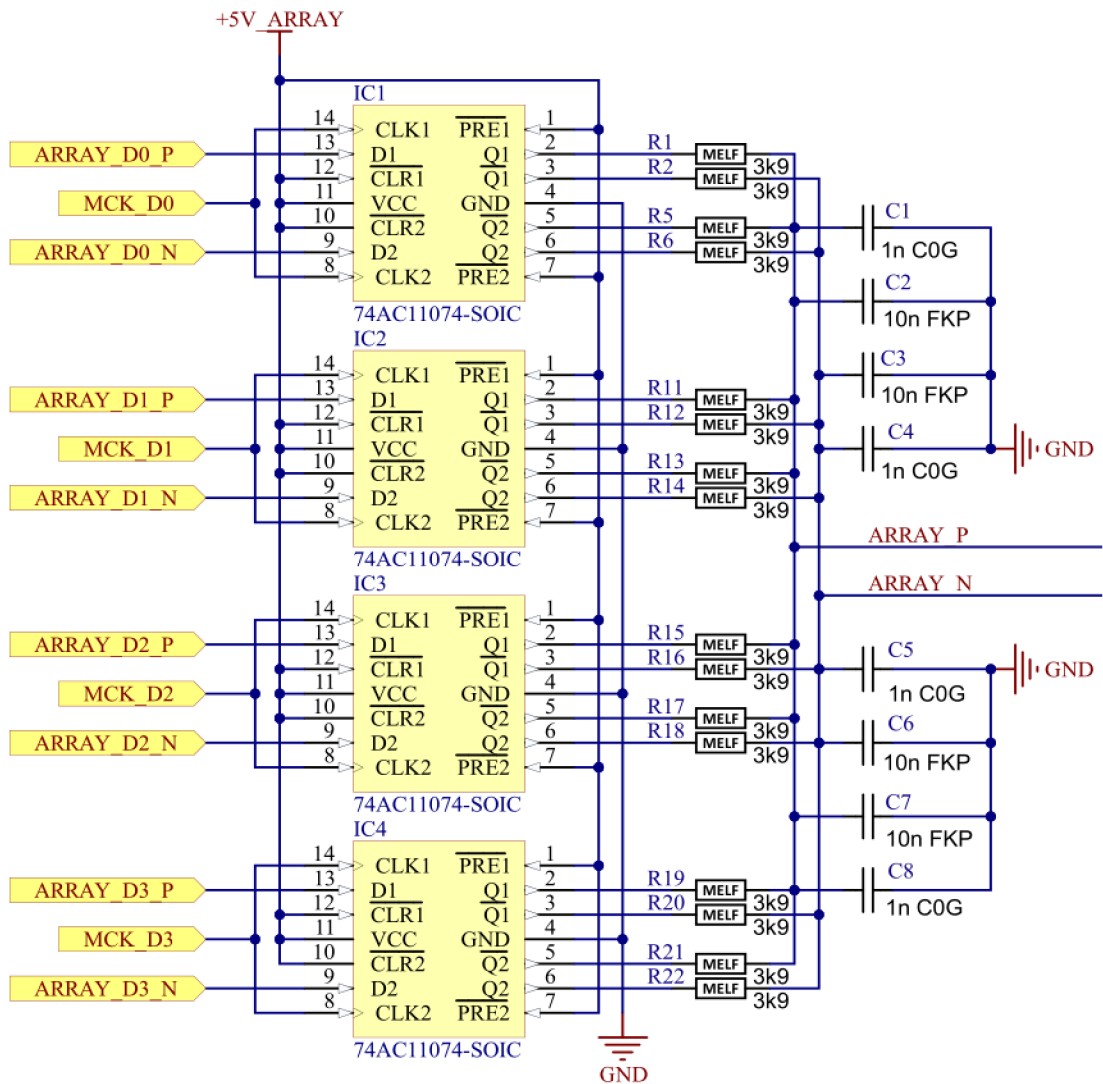 +5V_ARRAY
IC1
14 CLK1 PRE1 1
ARRAY_D0_P 13 D1 Q1 2 R1 MELF 3k9
12 CLR1 Q1 3 R2 MELF 3k9
MCK_D0 11 VCC GND 4
10 CLR2 Q2 5 R5 MELF 3k9 C1 1n C0G
ARRAY_D0_N 9 D2 Q2 6 R6 MELF 3k9
8 CLK2 PRE2 7
C2 10n FKP
74AC11074-SOIC
IC2
14 CLK1 PRE1 1
C3 10n FKP
ARRAY_D1_P 13 D1 Q1 2 R11 MELF 3k9
12 CLR1 Q1 3 R12 MELF 3k9
MCK_D1 11 VCC GND 4
C4 1n C0G GND
10 CLR2 Q2 5 R13 MELF 3k9
ARRAY_D1_N 9 D2 Q2 6 R14 MELF 3k9
8 CLK2 PRE2 7
ARRAY_P
74AC11074-SOIC
IC3
ARRAY_N
14 CLK1 PRE1 1
ARRAY_D2_P 13 D1 Q1 2 R15 MELF 3k9
12 CLR1 Q1 3 R16 MELF 3k9
C5 1n C0G GND
MCK_D2 11 VCC GND 4
10 CLR2 Q2 5 R17 MELF 3k9
ARRAY_D2_N 9 D2 Q2 6 R18 MELF 3k9
C6 10n FKP
8 CLK2 PRE2 7
74AC11074-SOIC
C7 10n FKP
IC4
14 CLK1 PRE1 1
ARRAY_D3_P 13 D1 Q1 2 R19 MELF 3k9
C8 1n C0G
12 CLR1 Q1 3 R20 MELF 3k9
MCK_D3 11 VCC GND 4
10 CLR2 Q2 5 R21 MELF 3k9
ARRAY_D3_N 9 D2 Q2 6 R22 MELF 3k9
8 CLK2 PRE2 7
74AC11074-SOIC
GND